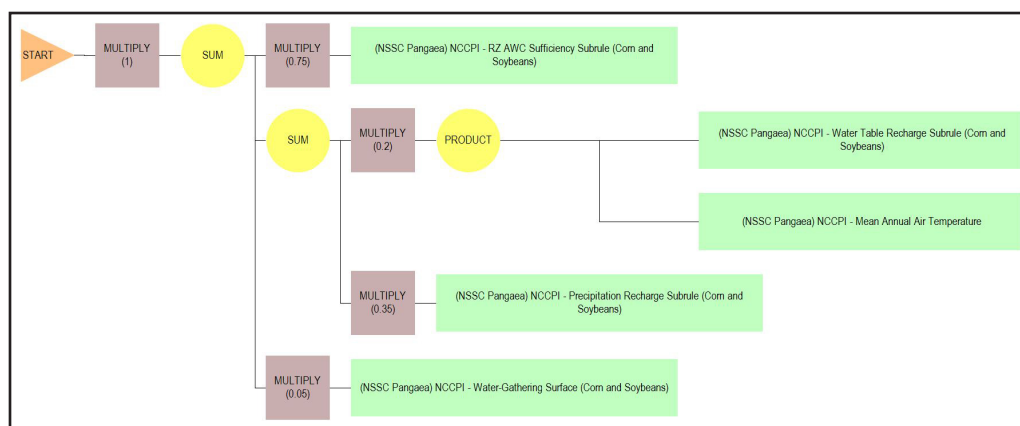 START
MULTIPLY
(1)
SUM
MULTIPLY
(0.75)
(NSSC Pangaea) NCCPI - RZ AWC Sufficiency Subrule (Corn and
Soybeans)
SUM
MULTIPLY
(0.2)
PRODUCT
(NSSC Pangaea) NCCPI - Water Table Recharge Subrule (Corn and
Soybeans)
(NSSC Pangaea) NCCPI - Mean Annual Air Temperature
MULTIPLY
(0.35)
(NSSC Pangaea) NCCPI - Precipitation Recharge Subrule (Corn and
Soybeans)
MULTIPLY
(0.05)
(NSSC Pangaea) NCCPI - Water-Gathering Surface (Corn and Soybeans)